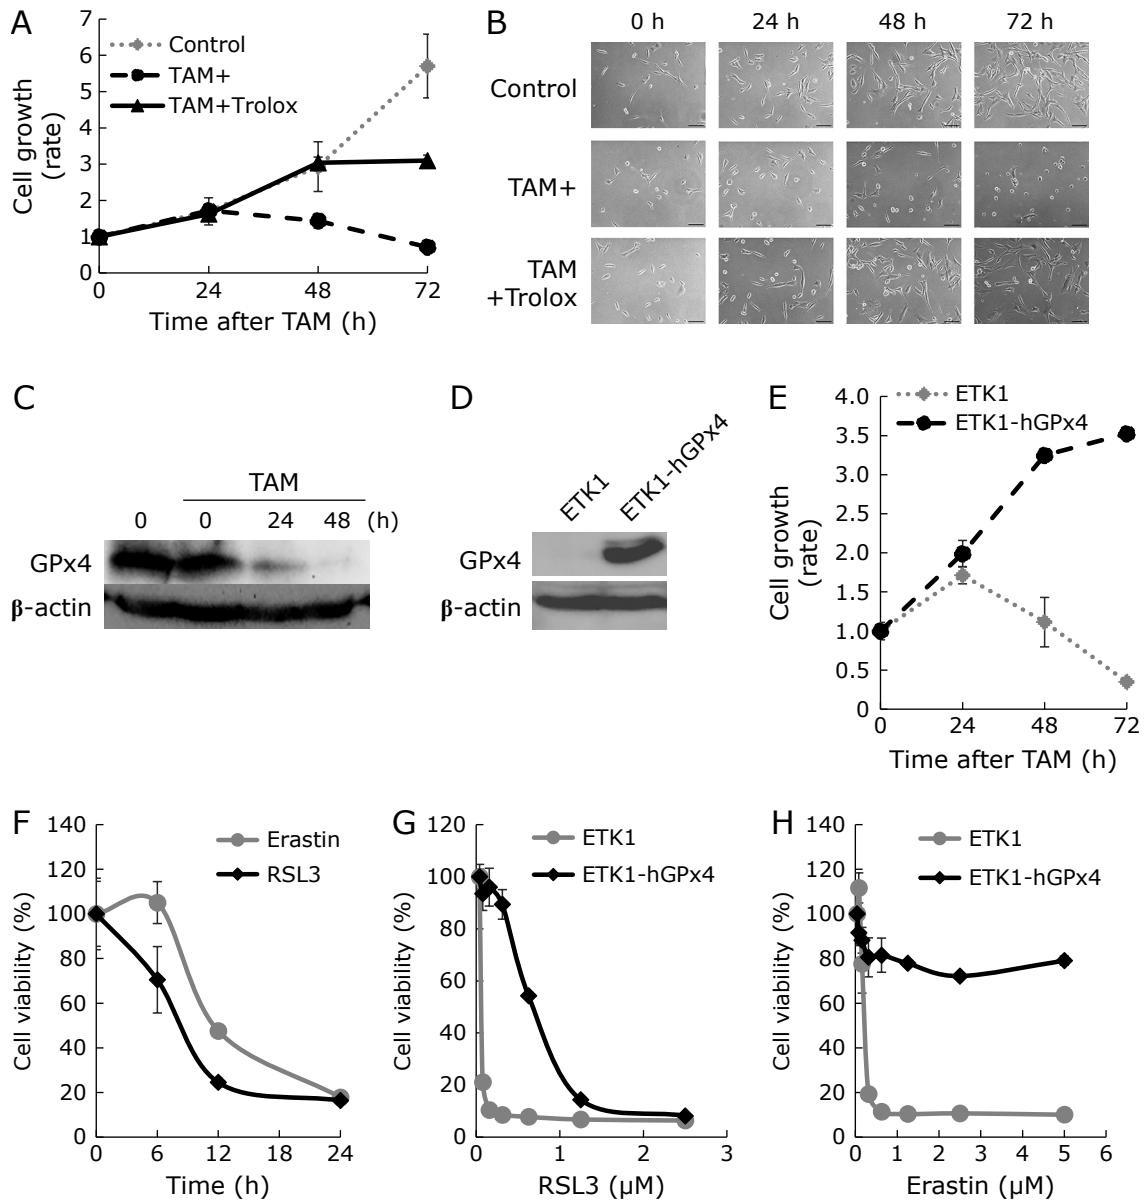 A
7
6
5
4
3
2
1
0
Cell growth
(rate)
Control
TAM+
TAM+Trolox
0
24
48
72
Time after TAM (h)
B
0 h
24 h
48 h
72 h
Control
TAM+
TAM
+Trolox
C
TAM
0
0
24
48
(h)
GPx4
β-actin
D
ETK1
ETK1-hGPx4
GPx4
β-actin
E
4.0
3.5
3.0
2.5
2.0
1.5
1.0
0.5
0
Cell growth
(rate)
ETK1
ETK1-hGPx4
0
24
48
72
Time after TAM (h)
F
140
120
100
80
60
40
20
0
Cell viability (%)
Erastin
RSL3
0
6
12
18
24
Time (h)
G
120
100
80
60
40
20
0
Cell viability (%)
ETK1
ETK1-hGPx4
0
1
2
3
RSL3 (μM)
H
140
120
100
80
60
40
20
0
Cell viability (%)
ETK1
ETK1-hGPx4
0
1
2
3
4
5
6
Erastin (μM)